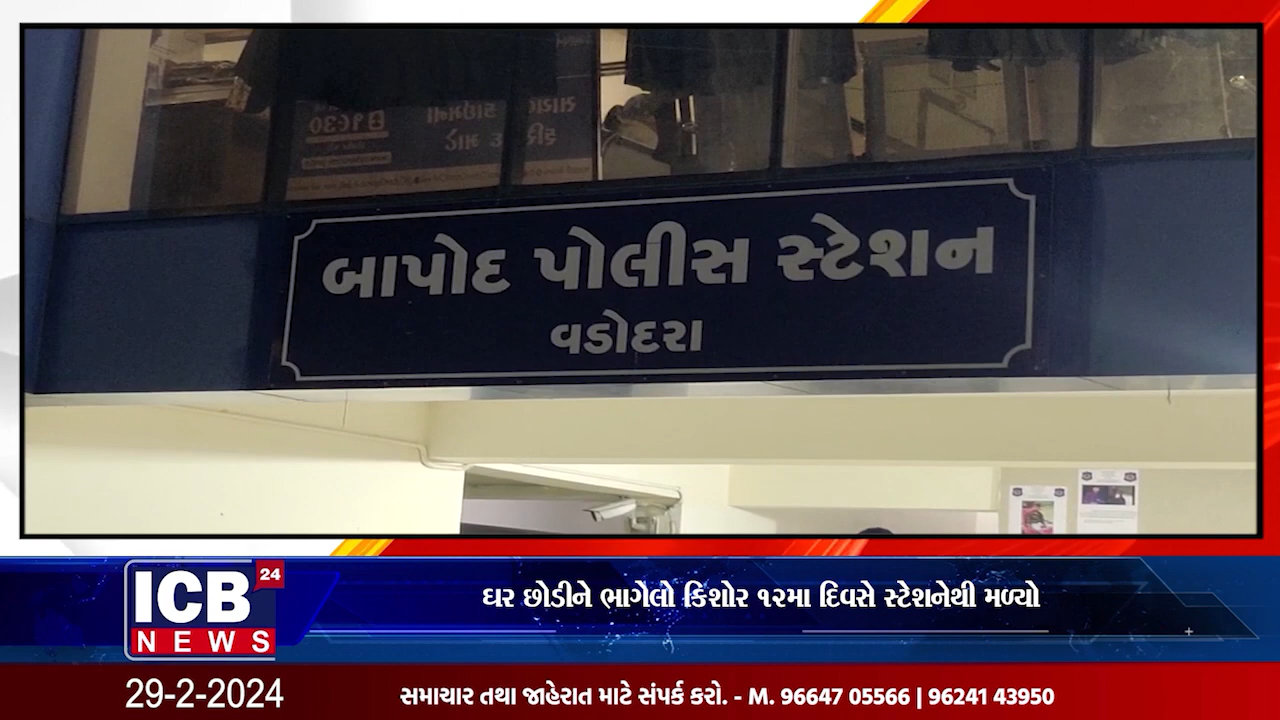 બાપોદ પોલીસ સ્ટેશન
વડોદરા
ICB 24
NEWS
ઘર છોડીને ભાગેલો કિશોર ૧૨મા દિવસે સ્ટેશનેથી મળ્યો
29-2-2024
સમાચાર તથા જાહેરાત માટે સંપર્ક કરો. - M. 96647 05566 | 96241 43950